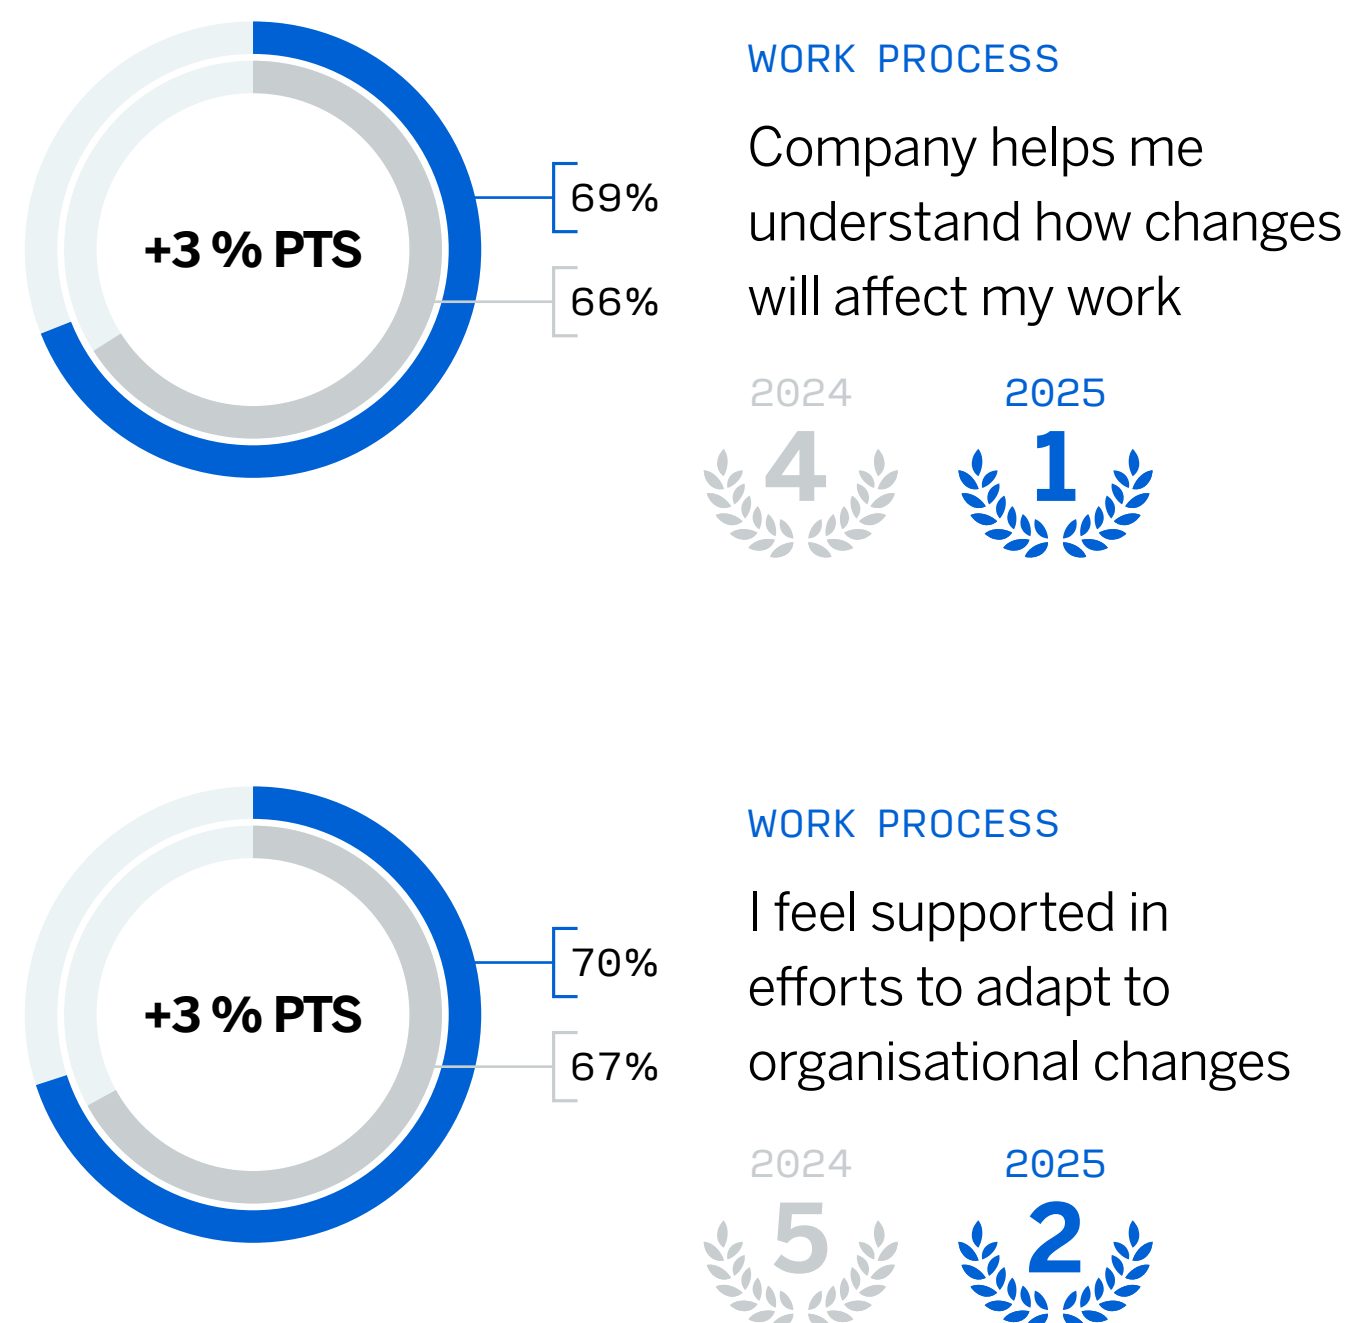 WORK PROCESS
Company helps me
understand how changes
will affect my work
69%
66%
+3 % PTS
2024
2025
4
1
WORK PROCESS
I feel supported in
efforts to adapt to
organisational changes
70%
67%
+3 % PTS
2024
2025
5
2